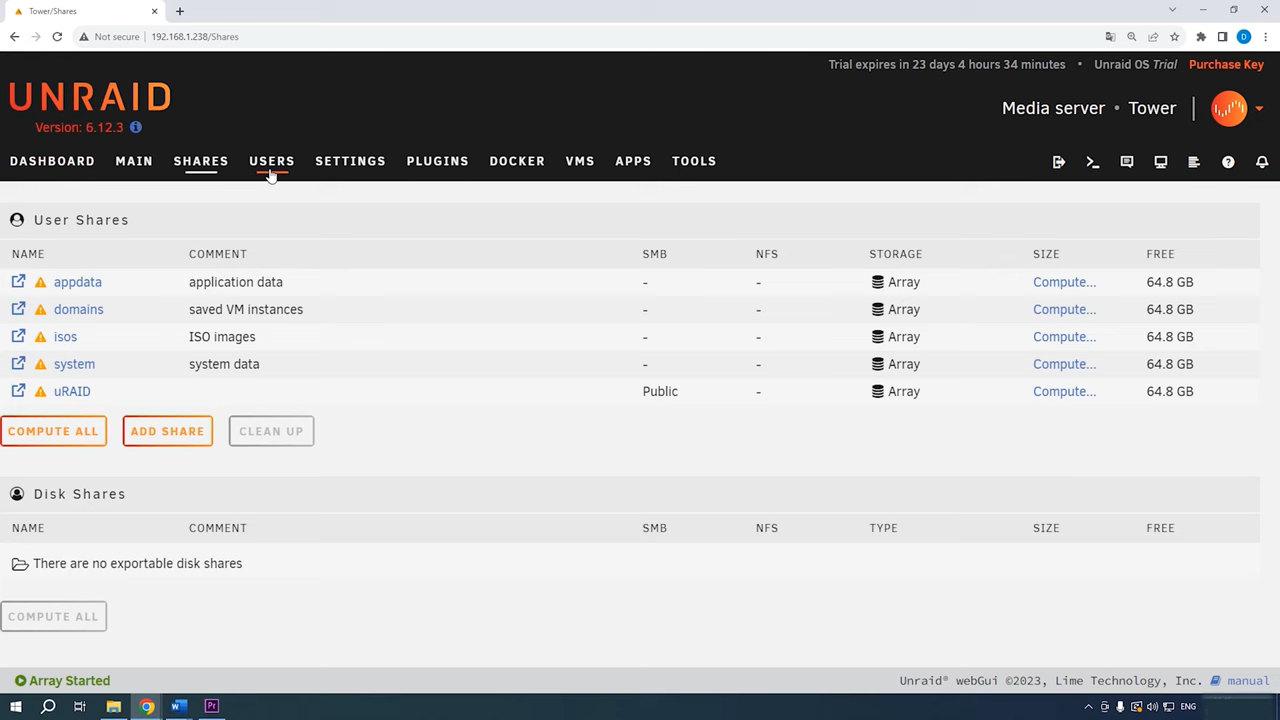 Tower/Shares
Not secure 192.168.1.238/Shares
D
Trial expires in 23 days 4 hours 34 minutes • Unraid OS Trial Purchase Key
UNRAID
Version: 6.12.3
Media server • Tower
DASHBOARD MAIN SHARES USERS SETTINGS PLUGINS DOCKER VMS APPS TOOLS
User Shares
NAME COMMENT SMB NFS STORAGE SIZE FREE
appdata application data - - Array Compute... 64.8 GB
domains saved VM instances - - Array Compute... 64.8 GB
isos ISO images - - Array Compute... 64.8 GB
system system data - - Array Compute... 64.8 GB
uRAID Public - Array Compute... 64.8 GB
COMPUTE ALL ADD SHARE CLEAN UP
Disk Shares
NAME COMMENT SMB NFS TYPE SIZE FREE
There are no exportable disk shares
COMPUTE ALL
Array Started
Unraid® webGui ©2023, Lime Technology, Inc. manual
W Pr ENG